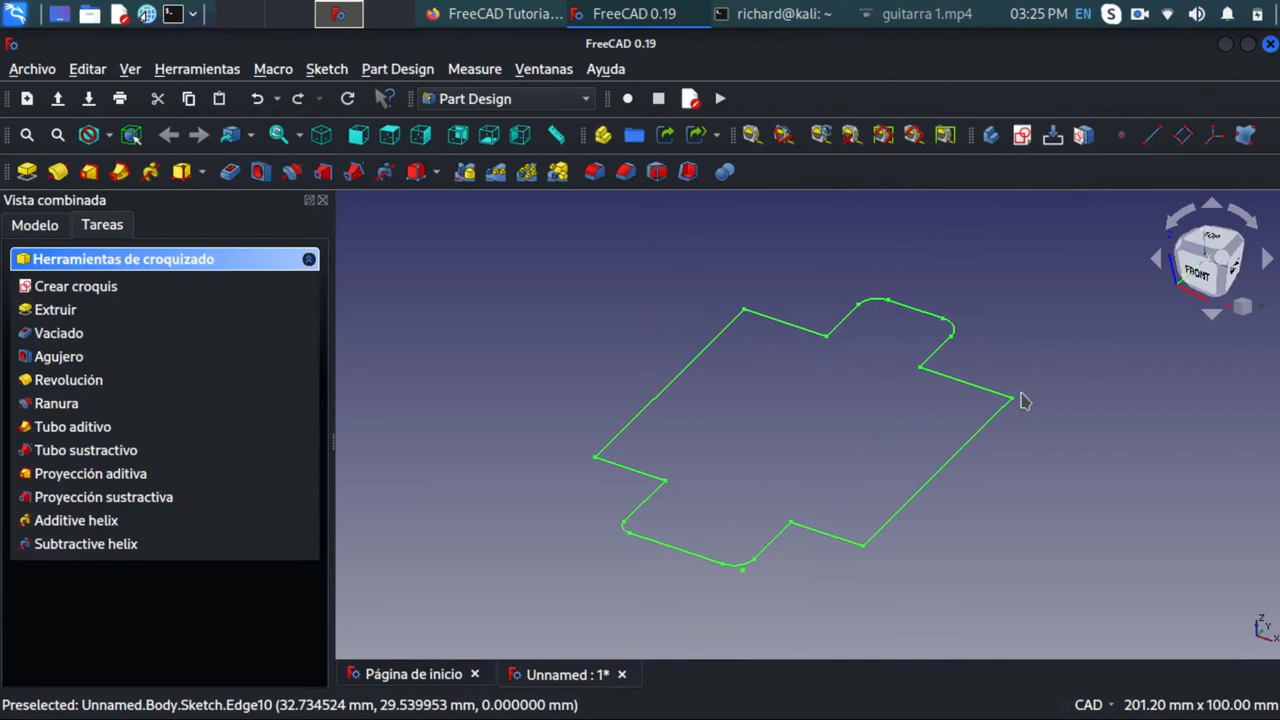 FreeCAD Tutoria...
FreeCAD 0.19
richard@kali: ~
guitarra 1.mp4
03:25 PM
EN
FreeCAD 0.19
Archivo Editar Ver Herramientas Macro Sketch Part Design Measure Ventanas Ayuda
Part Design
Vista combinada
Modelo
Tareas
Herramientas de croquizado
Crear croquis
Extruir
Vaciado
Agujero
Revolución
Ranura
Tubo aditivo
Tubo sustractivo
Proyección aditiva
Proyección sustractiva
Additive helix
Subtractive helix
TOP
FRONT
Z
Y
X
Página de inicio
Unnamed : 1*
Preselected: Unnamed.Body.Sketch.Edge10 (32.734524 mm, 29.539953 mm, 0.000000 mm)
CAD
201.20 mm x 100.00 mm